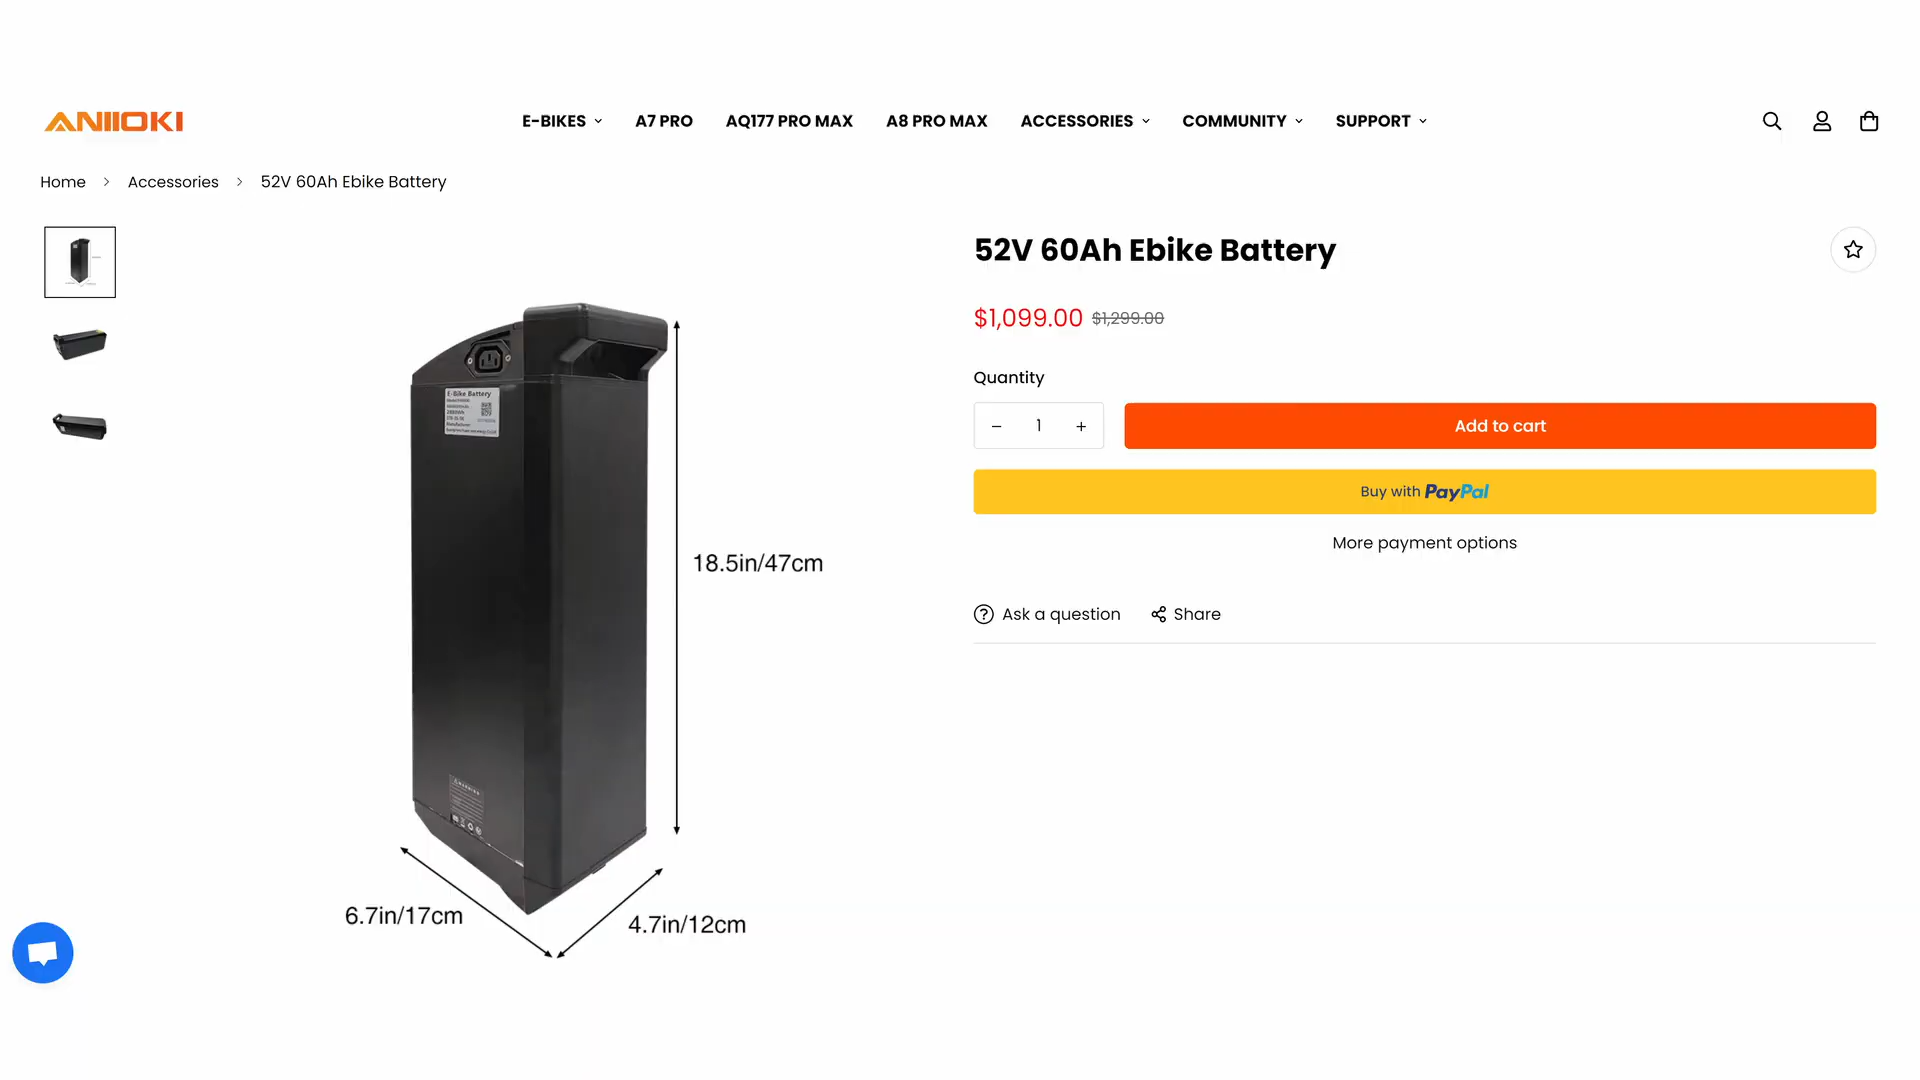 ANIIOKI
E-BIKES
A7 PRO
AQ177 PRO MAX
A8 PRO MAX
ACCESSORIES
COMMUNITY
SUPPORT
Home
Accessories
52V 60Ah Ebike Battery
52V 60Ah Ebike Battery
$1,099.00 $1,299.00
Quantity
− 1 +
Add to cart
Buy with PayPal
More payment options
Ask a question
Share
E-Bike Battery
18.5in/47cm
6.7in/17cm
4.7in/12cm